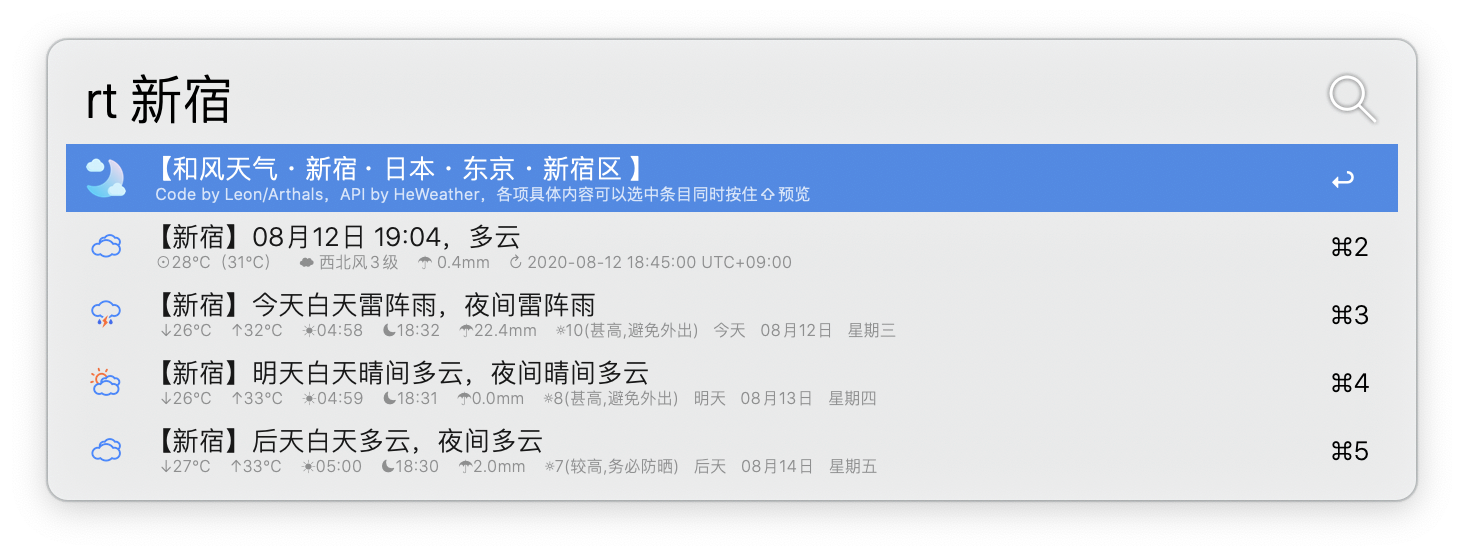 rt 新宿
【和风天气・新宿・日本・东京・新宿区 】
Code by Leon/Arthals，API by HeWeather，各项具体内容可以选中条目同时按住⇧预览
【新宿】08月12日 19:04，多云
⌘2
⊙28°C（31°C） ☁西北风3级 ☂ 0.4mm ↻ 2020-08-12 18:45:00 UTC+09:00
【新宿】今天白天雷阵雨，夜间雷阵雨
⌘3
↓26°C ↑32°C ☀04:58 ☾18:32 ☂22.4mm ☼10(甚高,避免外出) 今天 08月12日 星期三
【新宿】明天白天晴间多云，夜间晴间多云
⌘4
↓26°C ↑33°C ☀04:59 ☾18:31 ☂0.0mm ☼8(甚高,避免外出) 明天 08月13日 星期四
【新宿】后天白天多云，夜间多云
⌘5
↓27°C ↑33°C ☀05:00 ☾18:30 ☂2.0mm ☼7(较高,务必防晒) 后天 08月14日 星期五